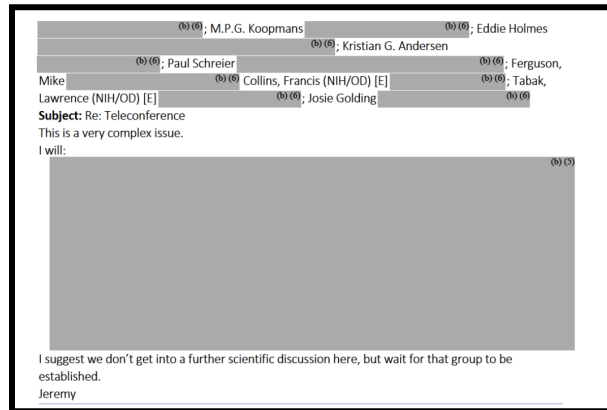 (b) (6); M.P.G. Koopmans (b) (6); Eddie Holmes
(b) (6); Kristian G. Andersen
(b) (6); Paul Schreier (b) (6); Ferguson,
Mike (b) (6) Collins, Francis (NIH/OD) [E] (b) (6); Tabak,
Lawrence (NIH/OD) [E] (b) (6); Josie Golding (b) (6)
Subject: Re: Teleconference
This is a very complex issue.
I will:
(b) (5)
I suggest we don't get into a further scientific discussion here, but wait for that group to be
established.
Jeremy